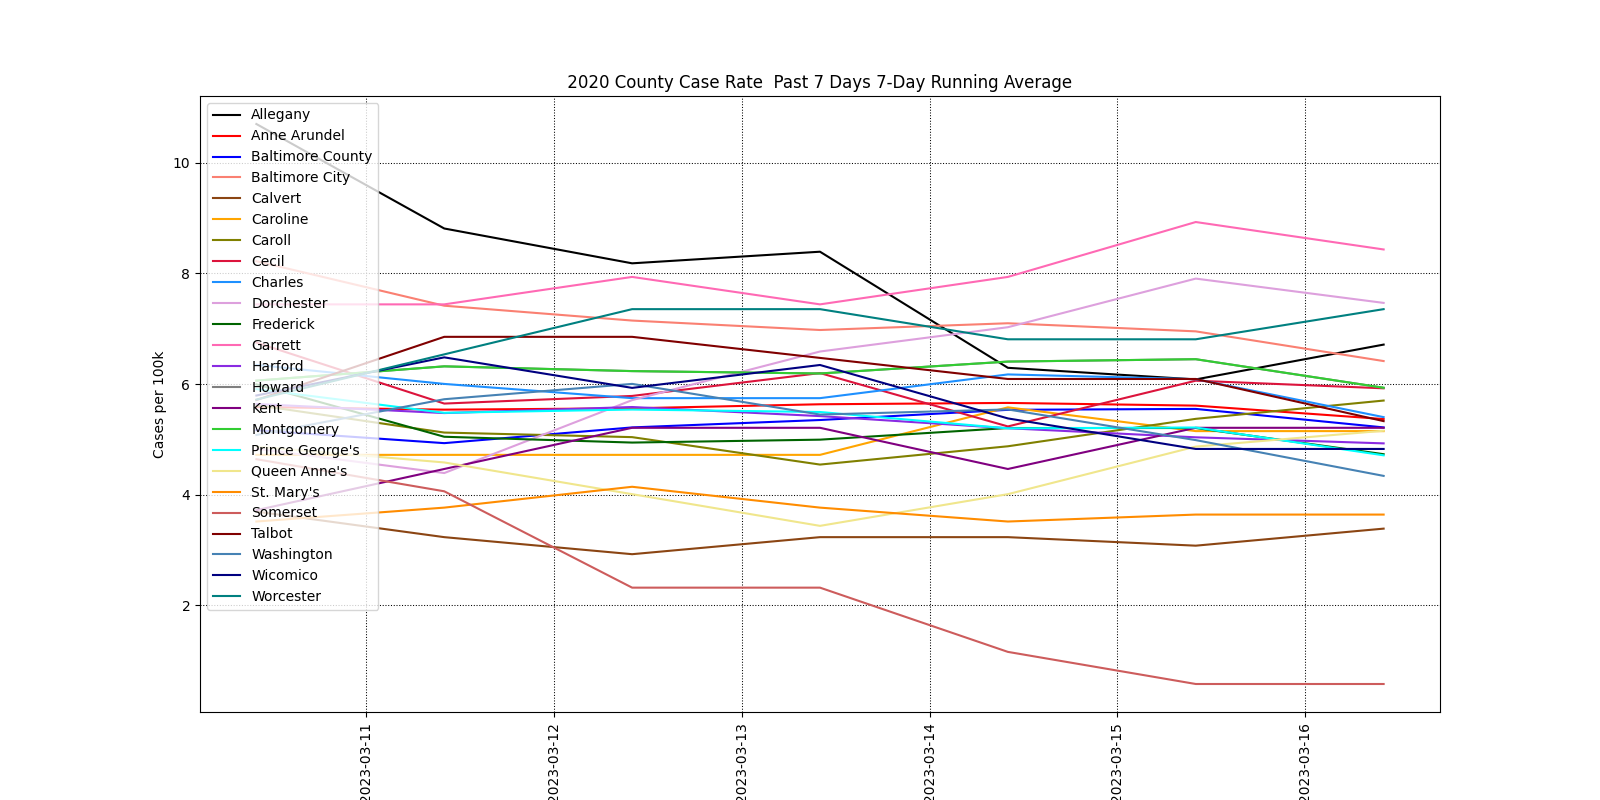 2020 County Case Rate  Past 7 Days 7-Day Running Average
Cases per 100k
10
8
6
4
2
Allegany
Anne Arundel
Baltimore County
Baltimore City
Calvert
Caroline
Caroll
Cecil
Charles
Dorchester
Frederick
Garrett
Harford
Howard
Kent
Montgomery
Prince George's
Queen Anne's
St. Mary's
Somerset
Talbot
Washington
Wicomico
Worcester
2023-03-11
2023-03-12
2023-03-13
2023-03-14
2023-03-15
2023-03-16